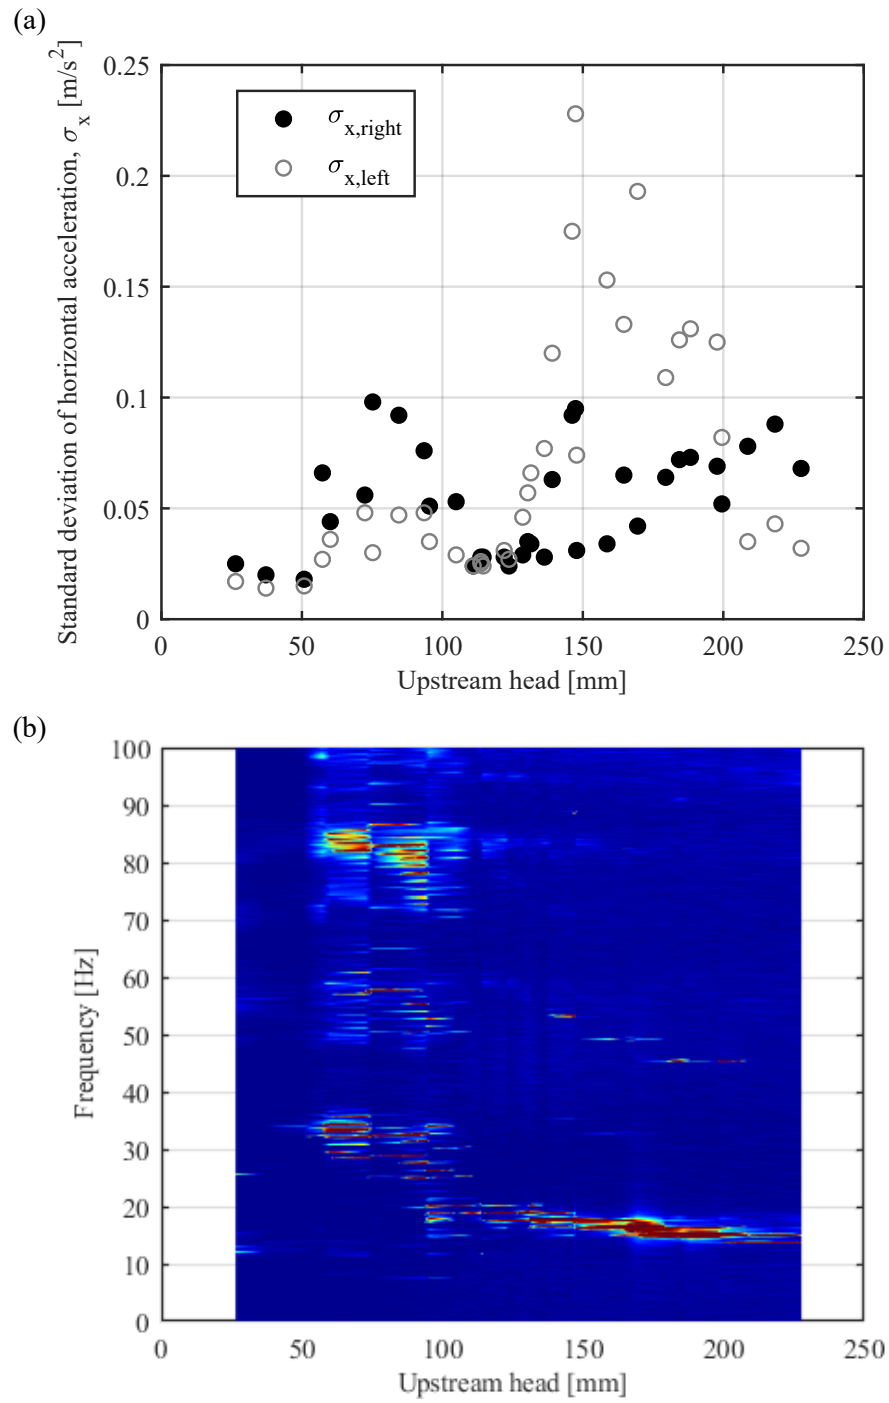 (a)
Standard deviation of horizontal acceleration, σx [m/s2]
0.25
0.2
0.15
0.1
0.05
0
σx,right
σx,left
0 50 100 150 200 250
Upstream head [mm]
(b)
Frequency [Hz]
100
90
80
70
60
50
40
30
20
10
0
0 50 100 150 200 250
Upstream head [mm]